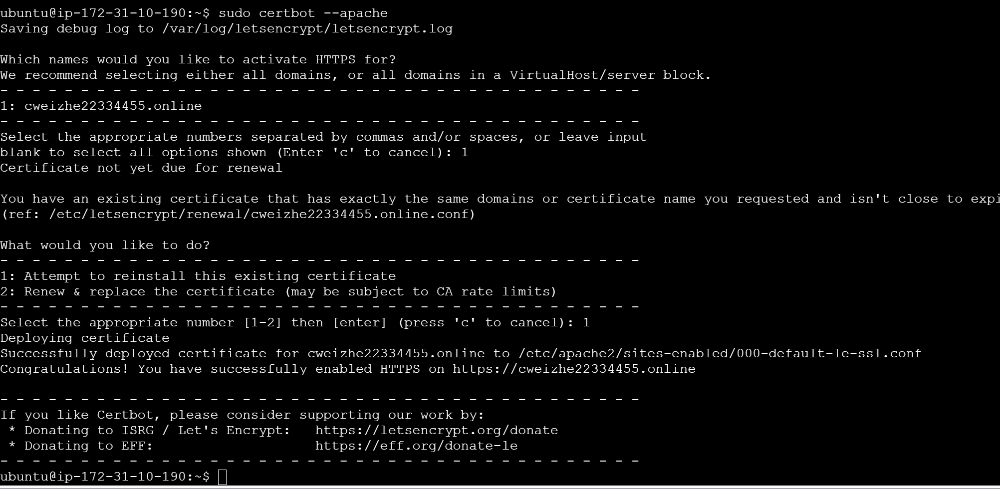 ubuntu@ip-172-31-10-190:~$ sudo certbot --apache
Saving debug log to /var/log/letsencrypt/letsencrypt.log
Which names would you like to activate HTTPS for?
We recommend selecting either all domains, or all domains in a VirtualHost/server block.
- - - - - - - - - - - - - - - - - - - - - - - - - - - - - - - - - - - - - - - -
1: cweizhe22334455.online
- - - - - - - - - - - - - - - - - - - - - - - - - - - - - - - - - - - - - - - -
Select the appropriate numbers separated by commas and/or spaces, or leave input
blank to select all options shown (Enter 'c' to cancel): 1
Certificate not yet due for renewal
You have an existing certificate that has exactly the same domains or certificate name you requested and isn't close to expi
(ref: /etc/letsencrypt/renewal/cweizhe22334455.online.conf)
What would you like to do?
- - - - - - - - - - - - - - - - - - - - - - - - - - - - - - - - - - - - - - - -
1: Attempt to reinstall this existing certificate
2: Renew & replace the certificate (may be subject to CA rate limits)
- - - - - - - - - - - - - - - - - - - - - - - - - - - - - - - - - - - - - - - -
Select the appropriate number [1-2] then [enter] (press 'c' to cancel): 1
Deploying certificate
Successfully deployed certificate for cweizhe22334455.online to /etc/apache2/sites-enabled/000-default-le-ssl.conf
Congratulations! You have successfully enabled HTTPS on https://cweizhe22334455.online
- - - - - - - - - - - - - - - - - - - - - - - - - - - - - - - - - - - - - - - -
If you like Certbot, please consider supporting our work by:
 * Donating to ISRG / Let's Encrypt:   https://letsencrypt.org/donate
 * Donating to EFF:                    https://eff.org/donate-le
- - - - - - - - - - - - - - - - - - - - - - - - - - - - - - - - - - - - - - - -
ubuntu@ip-172-31-10-190:~$